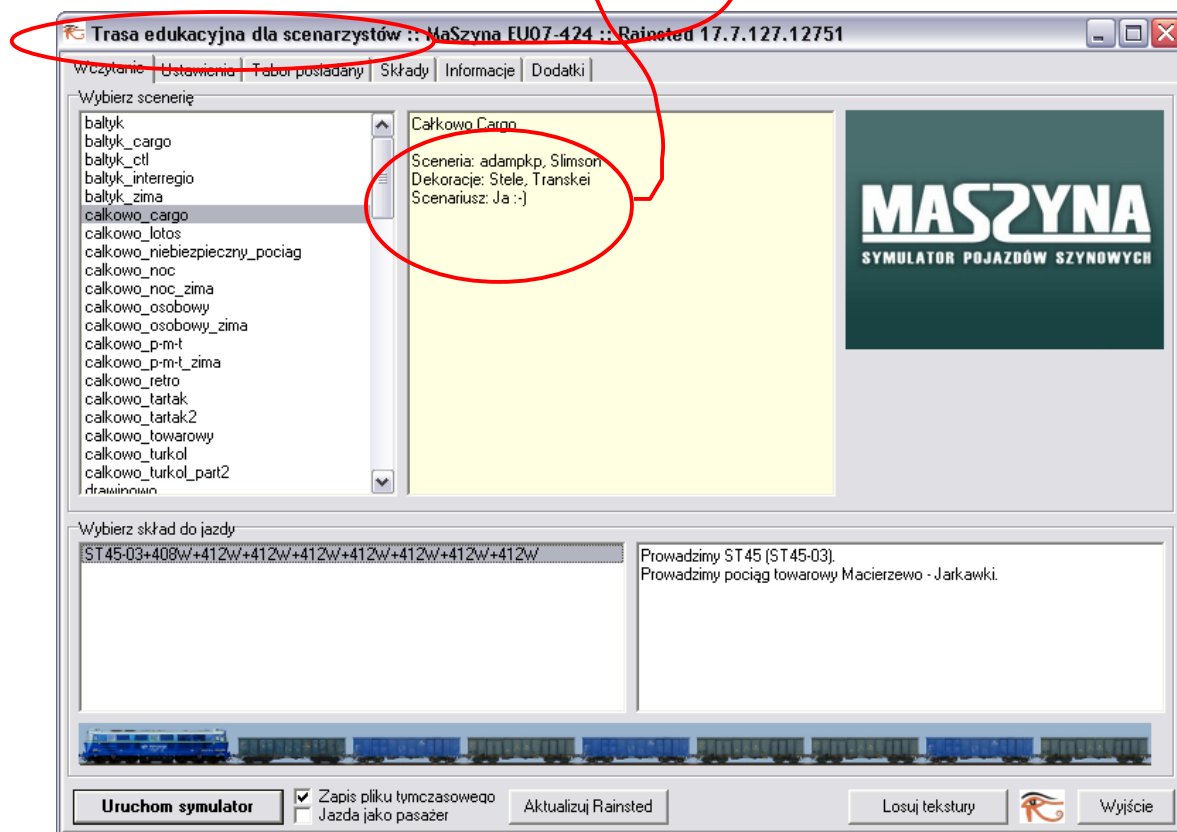 Trasa edukacyjna dla scenarzystów :: MaSzyna EU07-424 :: Rainsted 17.7.127.12751
Wczytanie Ustawienia Tabor posiadany Składy Informacje Dodatki
Wybierz scenerię
baltyk
baltyk_cargo
baltyk_ctl
baltyk_interregio
baltyk_zima
calkowo_cargo
calkowo_lotos
calkowo_niebiezpieczny_pociag
calkowo_noc
calkowo_noc_zima
calkowo_osobowy
calkowo_osobowy_zima
calkowo_p-m-t
calkowo_p-m-t_zima
calkowo_retro
calkowo_tartak
calkowo_tartak2
calkowo_towarowy
calkowo_turkol
calkowo_turkol_part2
drawinowo
Całkowo Cargo
Sceneria: adampkp, Slimson
Dekoracje: Stele, Transkei
Scenariusz: Ja :-)
MASZYNA
SYMULATOR POJAZDÓW SZYNOWYCH
Wybierz skład do jazdy
ST45-03+408W+412W+412W+412W+412W+412W+412W+412W
Prowadzimy ST45 (ST45-03).
Prowadzimy pociąg towarowy Macierzewo - Jarkawki.
Uruchom symulator
Zapis pliku tymczasowego
Jazda jako pasażer
Aktualizuj Rainsted
Losuj tekstury
Wyjście